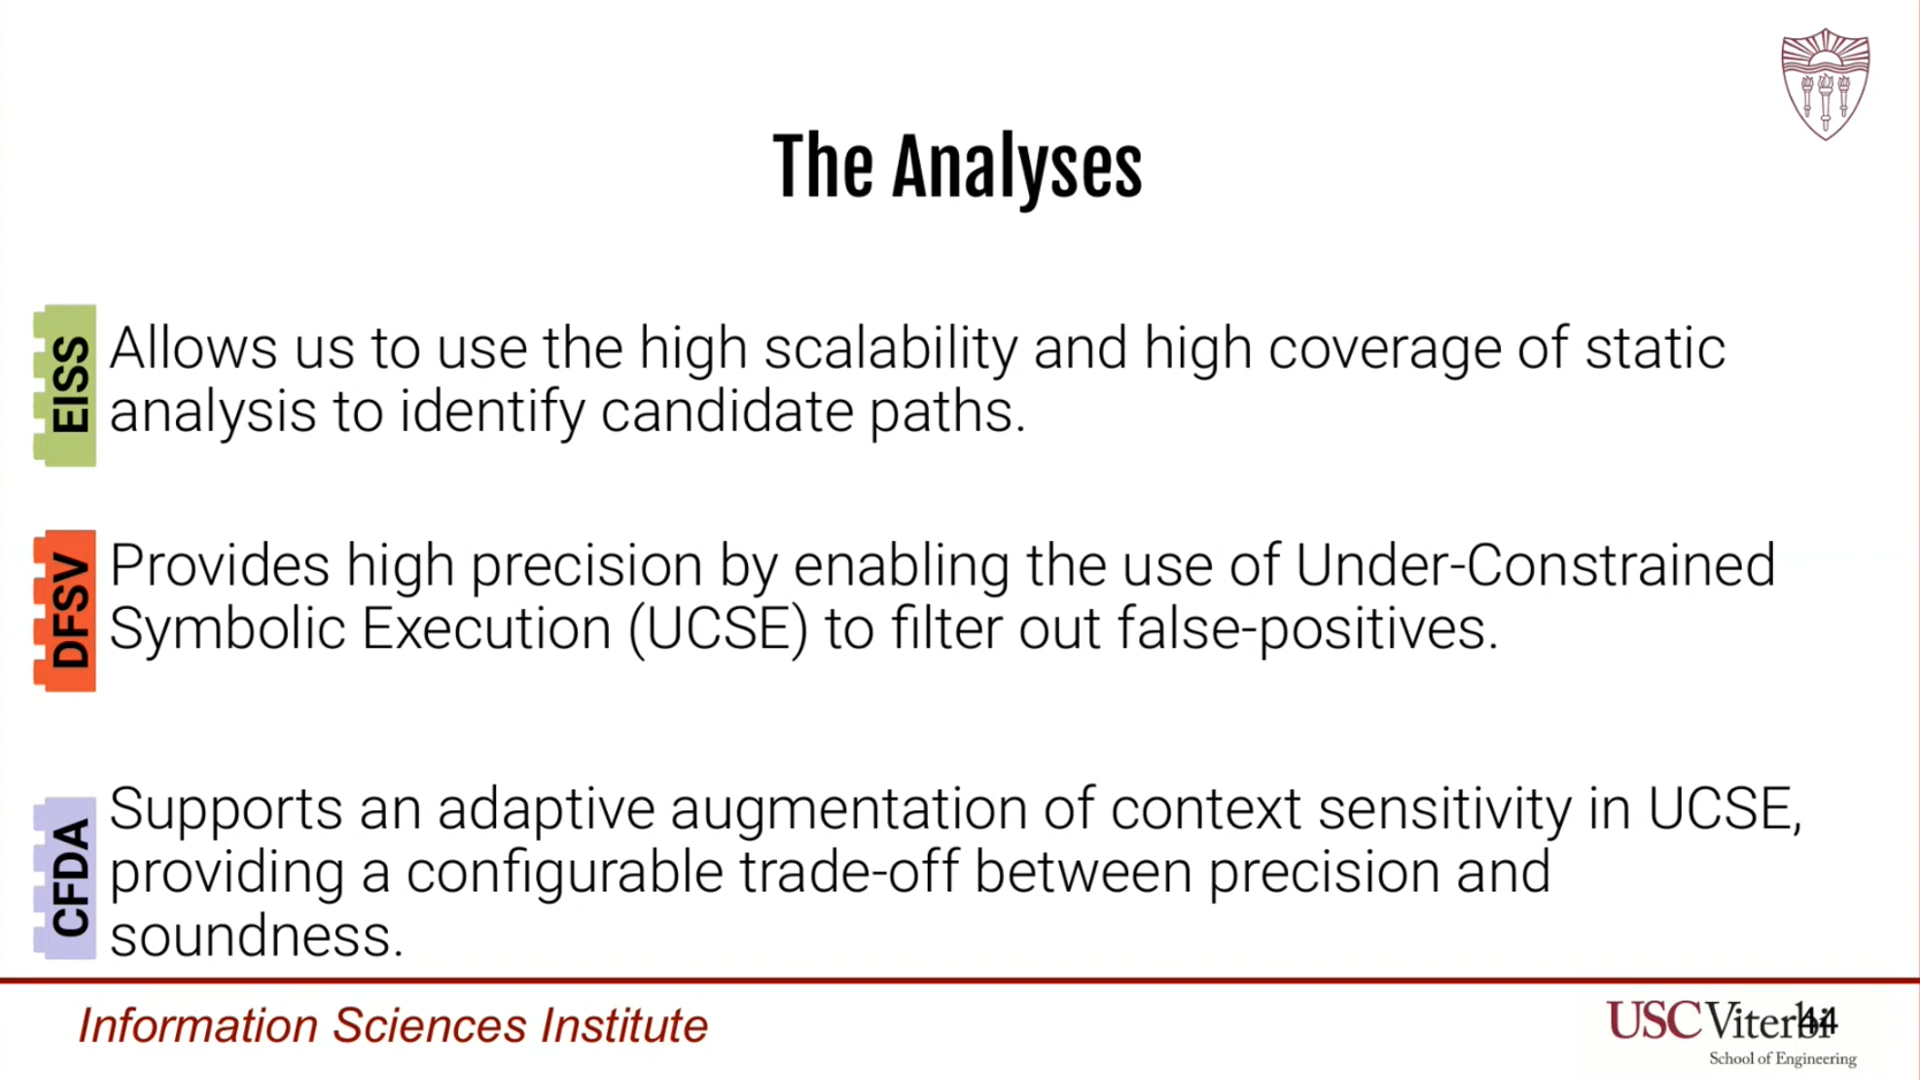 The Analyses
EISS
Allows us to use the high scalability and high coverage of static
analysis to identify candidate paths.
DFSV
Provides high precision by enabling the use of Under-Constrained
Symbolic Execution (UCSE) to filter out false-positives.
CFDA
Supports an adaptive augmentation of context sensitivity in UCSE,
providing a configurable trade-off between precision and
soundness.
Information Sciences Institute
USC Viterbi
44
School of Engineering